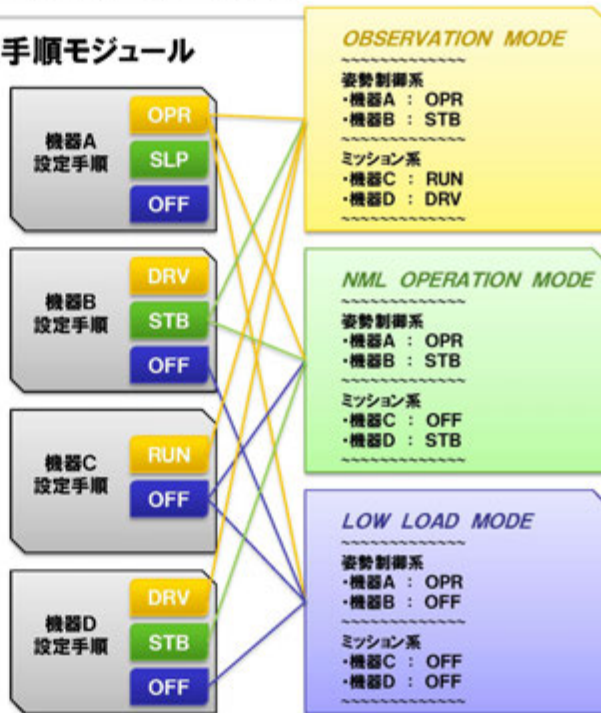 手順モジュール
機器A
設定手順
OPR
SLP
OFF
機器B
設定手順
DRV
STB
OFF
機器C
設定手順
RUN
OFF
機器D
設定手順
DRV
STB
OFF
OBSERVATION MODE
~~~~~~~~~~~~~
姿勢制御系
・機器A : OPR
・機器B : STB
~~~~~~~~~~~~~
ミッション系
・機器C : RUN
・機器D : DRV
~~~~~~~~~~~~~
NML OPERATION MODE
~~~~~~~~~~~~~
姿勢制御系
・機器A : OPR
・機器B : STB
~~~~~~~~~~~~~
ミッション系
・機器C : OFF
・機器D : STB
~~~~~~~~~~~~~
LOW LOAD MODE
~~~~~~~~~~~~~
姿勢制御系
・機器A : OPR
・機器B : OFF
~~~~~~~~~~~~~
ミッション系
・機器C : OFF
・機器D : OFF
~~~~~~~~~~~~~